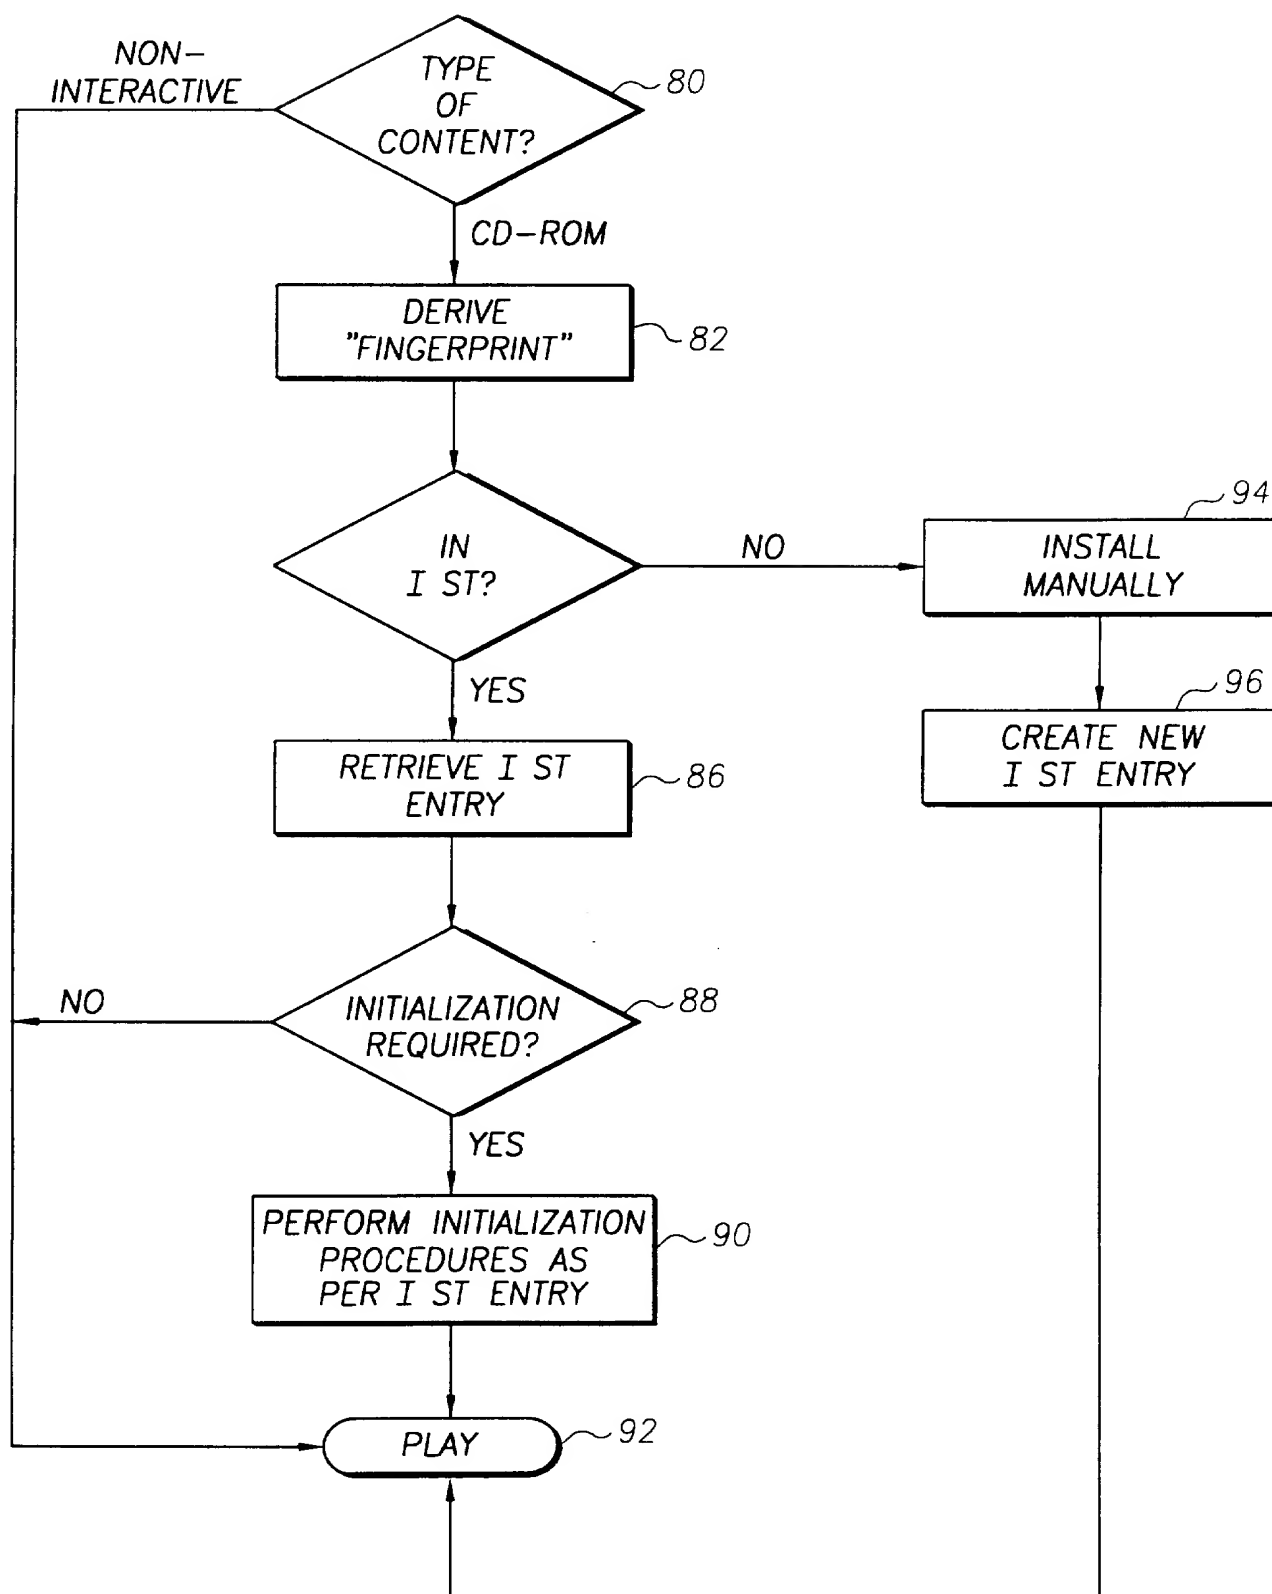 NON-
INTERACTIVE
TYPE
OF
CONTENT?
80
CD-ROM
DERIVE
"FINGERPRINT"
82
IN
I ST?
NO
94
INSTALL
MANUALLY
YES
96
CREATE NEW
I ST ENTRY
RETRIEVE I ST
ENTRY
86
NO
INITIALIZATION
REQUIRED?
88
YES
PERFORM INITIALIZATION
PROCEDURES AS
PER I ST ENTRY
90
PLAY
92